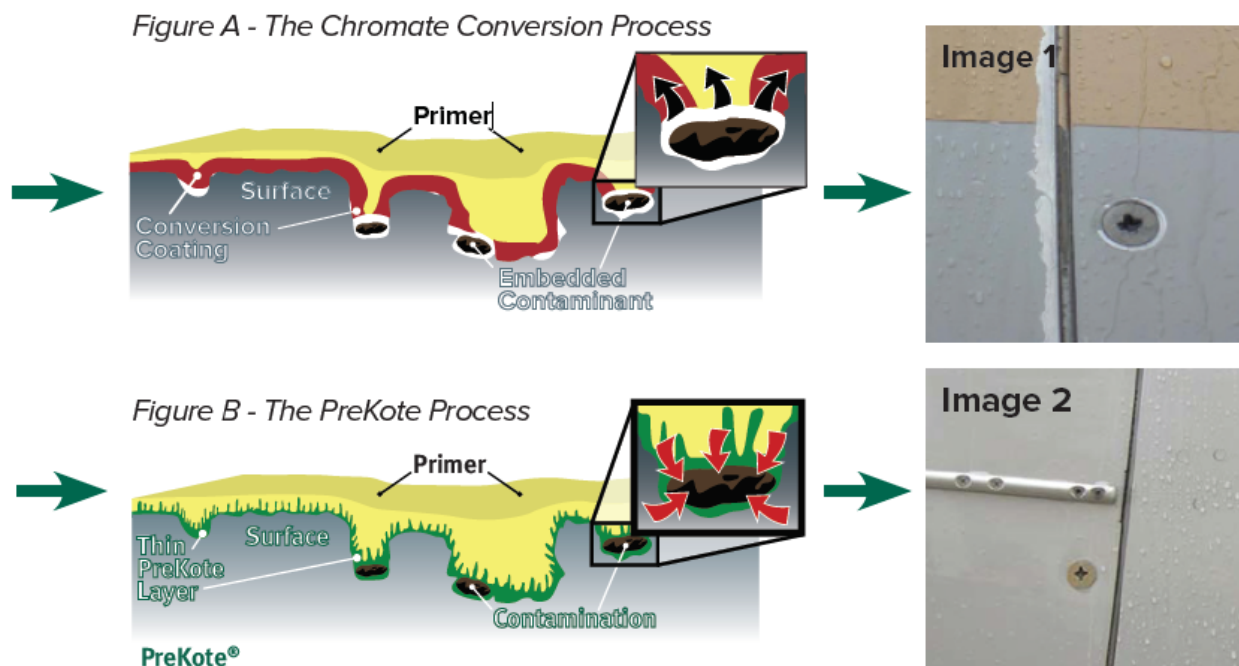 Figure A - The Chromate Conversion Process
Image 1
Primer
Surface
Conversion
Coating
Embedded
Contaminant
Figure B - The PreKote Process
Image 2
Primer
Thin
PreKote
Layer
Surface
Contamination
PreKote®